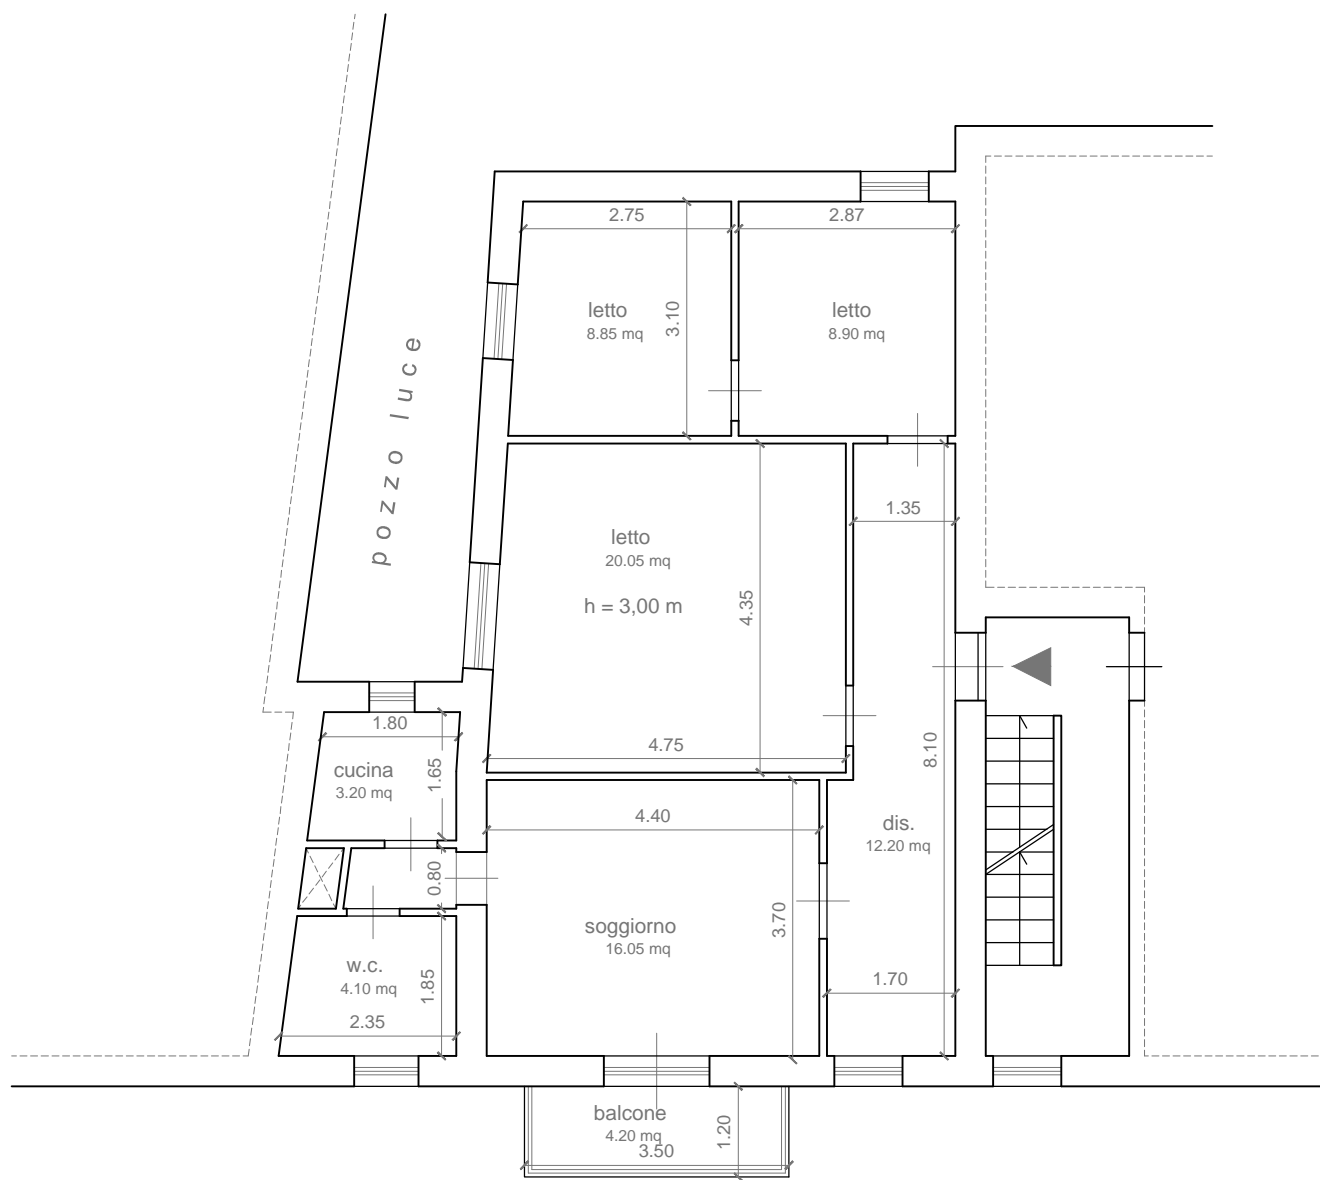 2.75
2.87
letto
8.85 mq
3.10
letto
8.90 mq
pozzo luce
1.35
letto
20.05 mq
h = 3,00 m
4.35
4.75
8.10
1.80
cucina
3.20 mq
1.65
4.40
dis.
12.20 mq
0.80
soggiorno
16.05 mq
3.70
w.c.
4.10 mq
1.85
2.35
1.70
balcone
4.20 mq
3.50
1.20